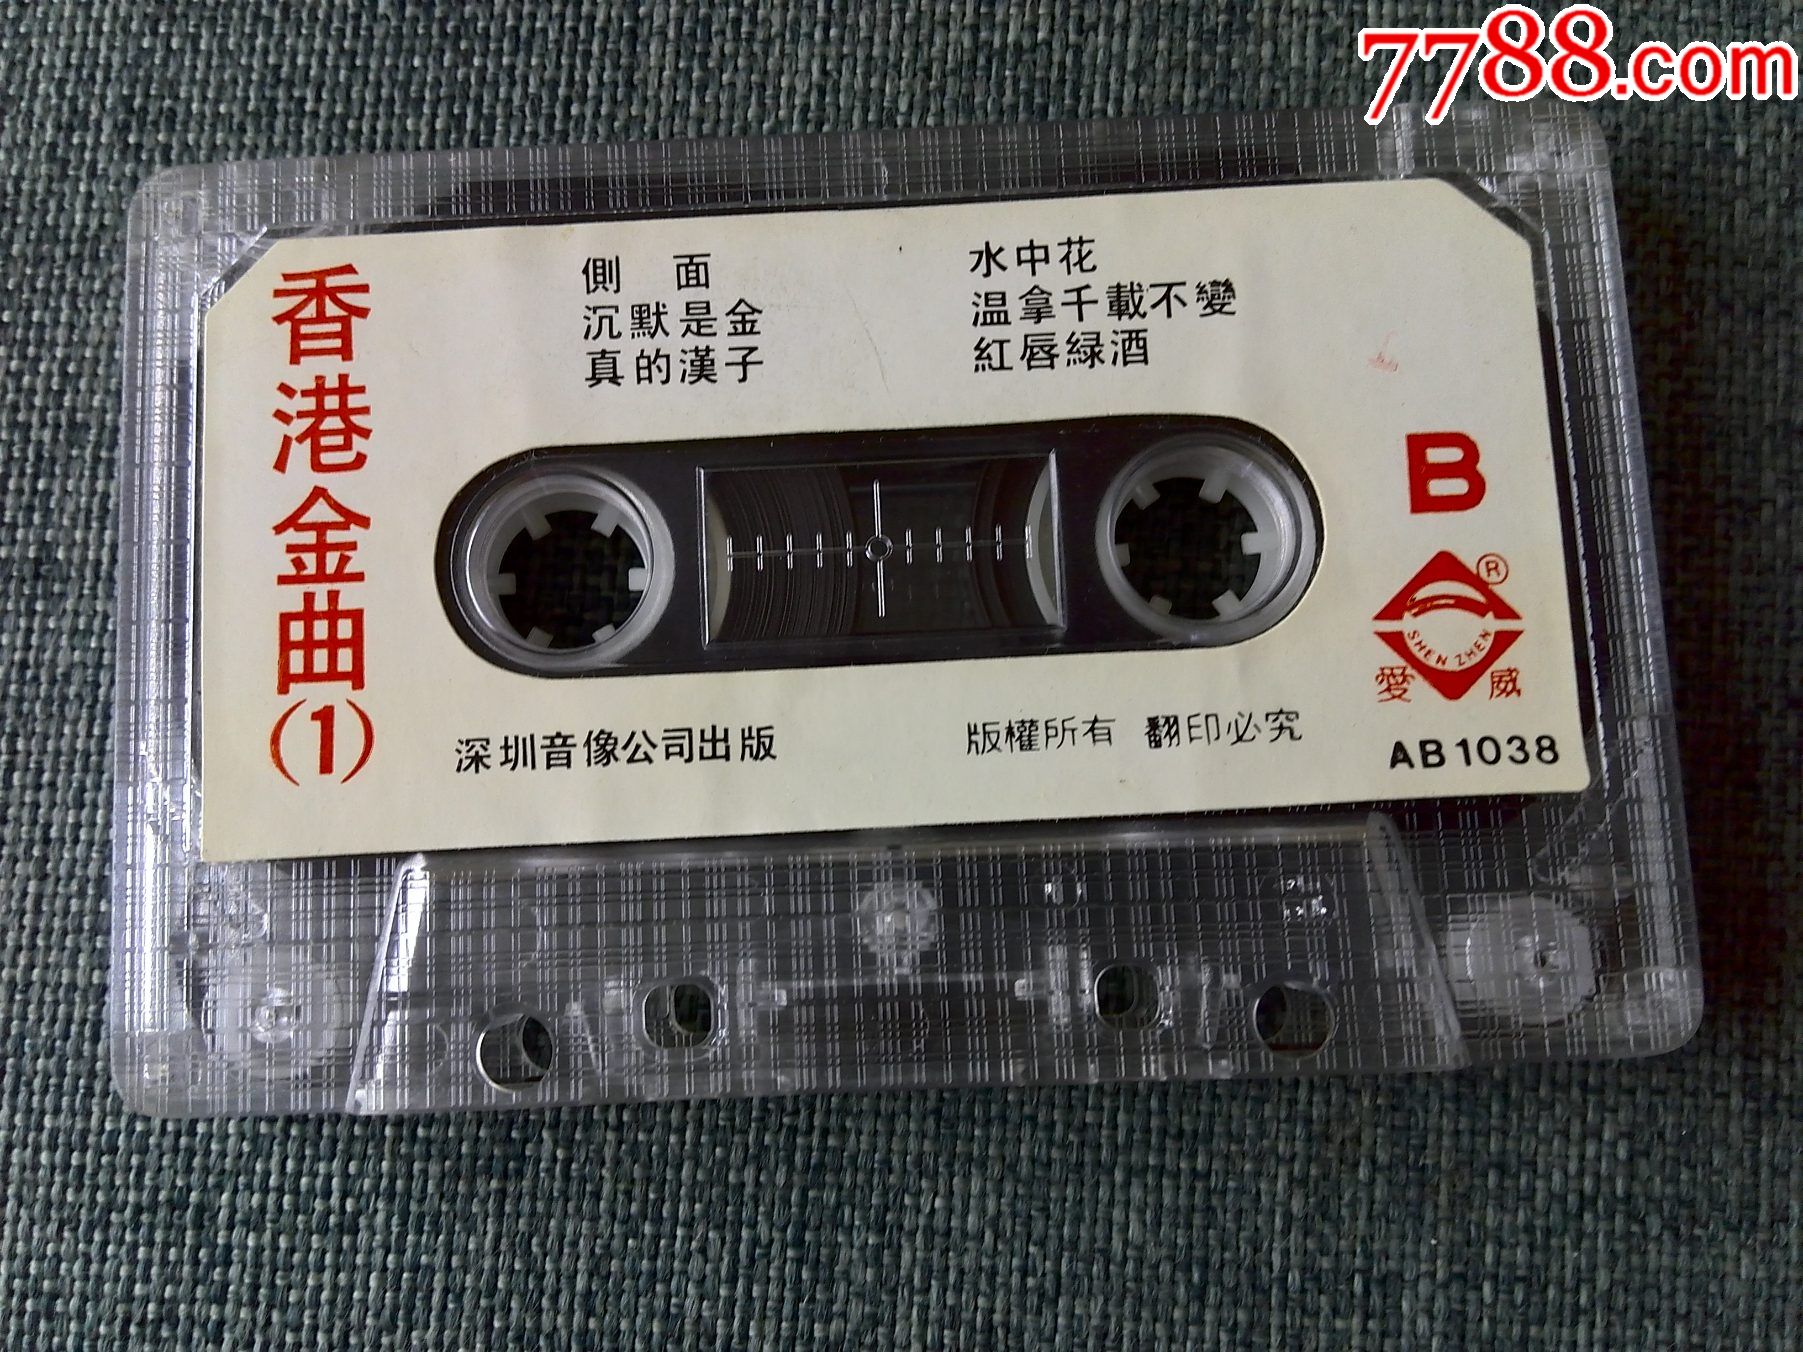 7788.com
香港金曲(1)
側 面
沉默是金
真的漢子
水中花
温拿千載不變
紅唇緑酒
B
®
SHEN ZHEN
愛威
深圳音像公司出版
版權所有 翻印必究
AB1038